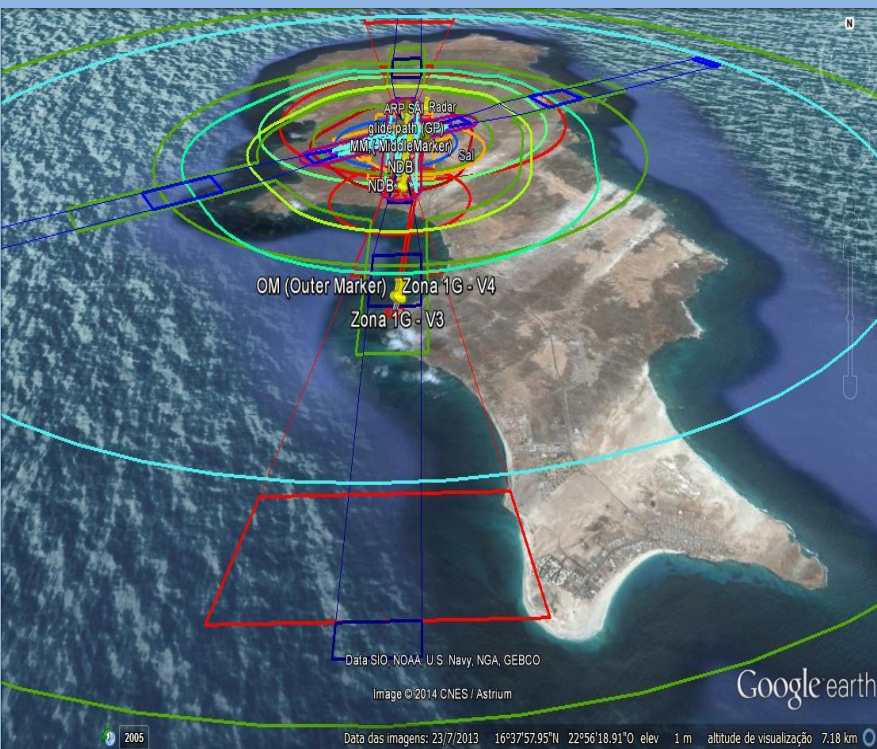 N
ARP SAL Radar
glide path (GP)
MM ( MiddleMarker)
Sal
NDB
NDB
OM (Outer Marker) Zona 1G - V4
Zona 1G - V3
Data SIO, NOAA, U.S. Navy, NGA, GEBCO
Image © 2014 CNES / Astrium
Google earth
2005 Data das imagens: 23/7/2013 16°37'57.95"N 22°56'18.91"O elev 1 m altitude de visualização 7.18 km